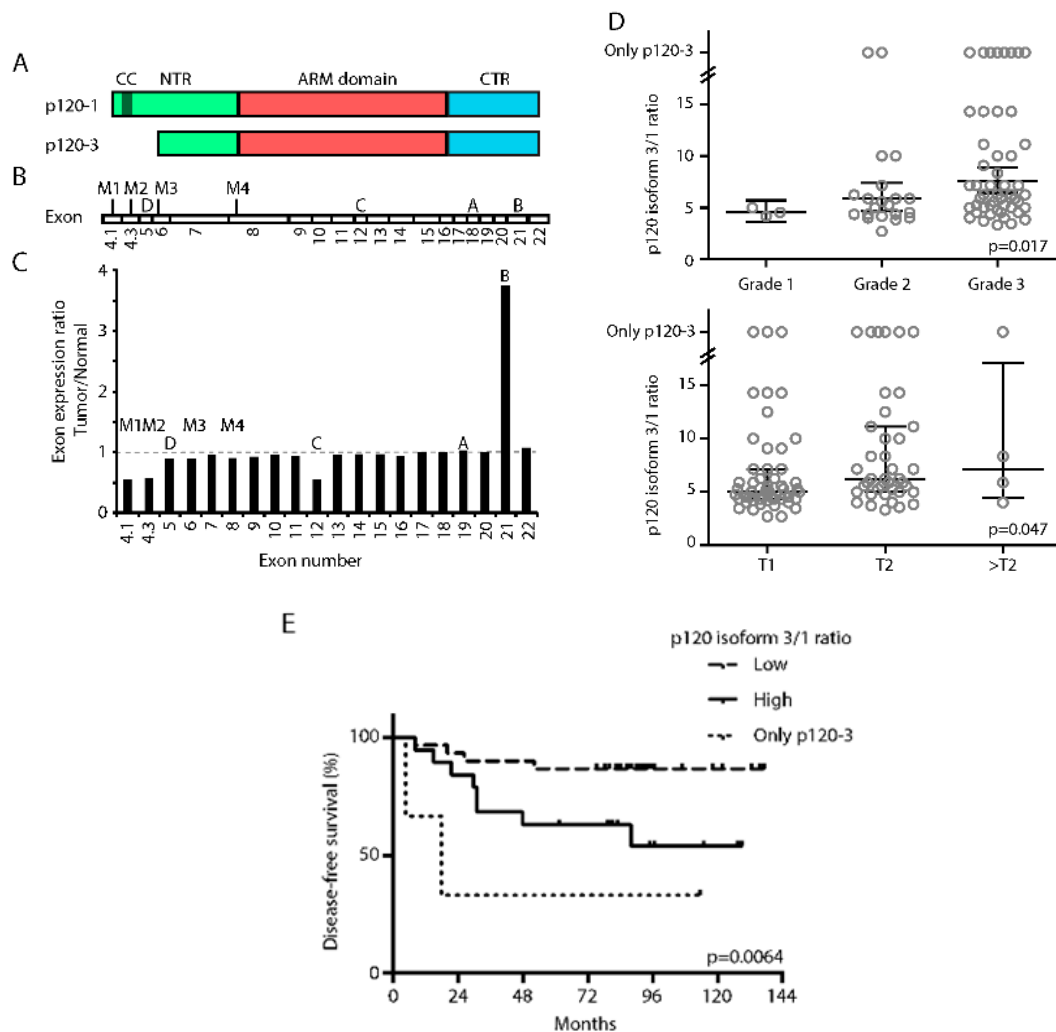 A
CC NTR ARM domain CTR
p120-1
p120-3
B
M1 M2 M3 M4
D C A B
Exon
4.1 4.3 5 6 7 8 9 10 11 12 13 14 15 16 17 18 19 20 21 22
C
Exon expression ratio
Tumor/Normal
4
3
2
1
0
M1 M2 M3 M4
D C A B
4.1 4.3 5 6 7 8 9 10 11 12 13 14 15 16 17 18 19 20 21 22
Exon number
D
p120 isoform 3/1 ratio
Only p120-3
15
10
5
0
p=0.017
Grade 1 Grade 2 Grade 3
p120 isoform 3/1 ratio
Only p120-3
15
10
5
0
p=0.047
T1 T2 >T2
E
p120 isoform 3/1 ratio
Low
High
Only p120-3
Disease-free survival (%)
100
50
0
p=0.0064
0 24 48 72 96 120 144
Months